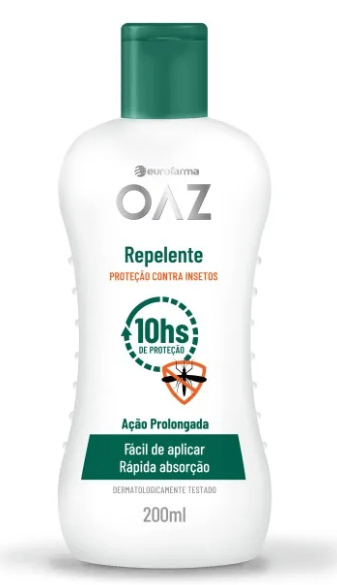 eurofarma
OAZ
Repelente
PROTEÇÃO CONTRA INSETOS
10hs
DE PROTEÇÃO
Ação Prolongada
Fácil de aplicar
Rápida absorção
DERMATOLOGICAMENTE TESTADO
200ml